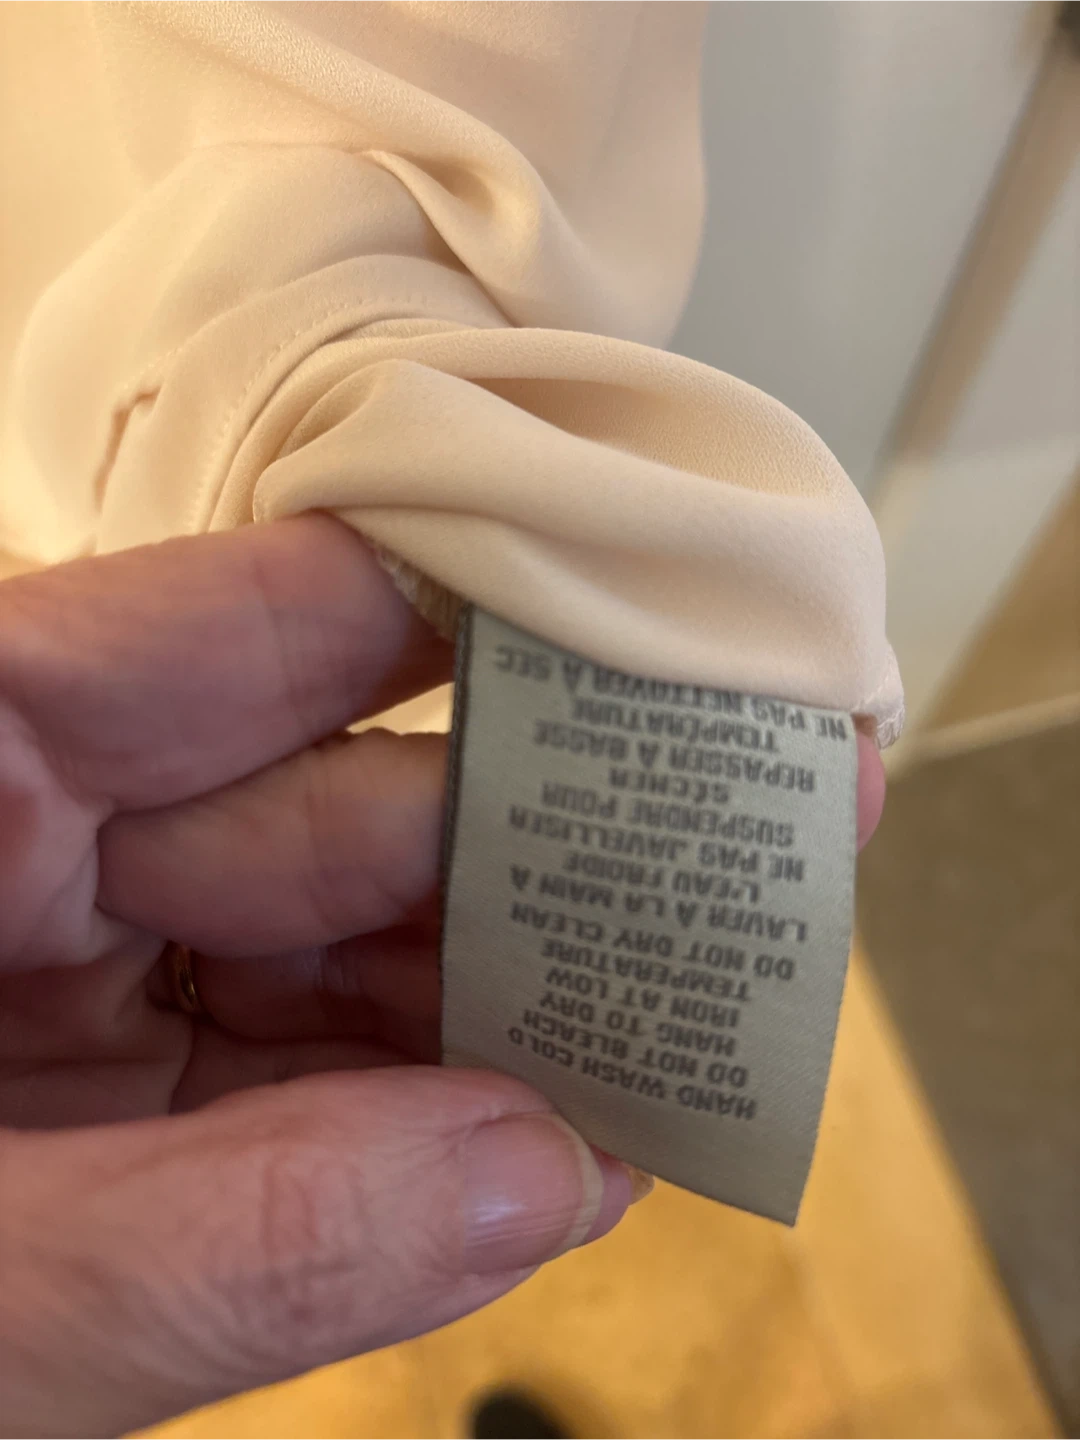 HAND WASH COLD
DO NOT BLEACH
HANG TO DRY
IRON AT LOW
TEMPERATURE
DO NOT DRY CLEAN
LAVER À LA MAIN À
L'EAU FROIDE
NE PAS JAVELLISER
SUSPENDRE POUR
SÉCHER
REPASSER À BASSE
TEMPÉRATURE
NE PAS NETTOYER À SEC